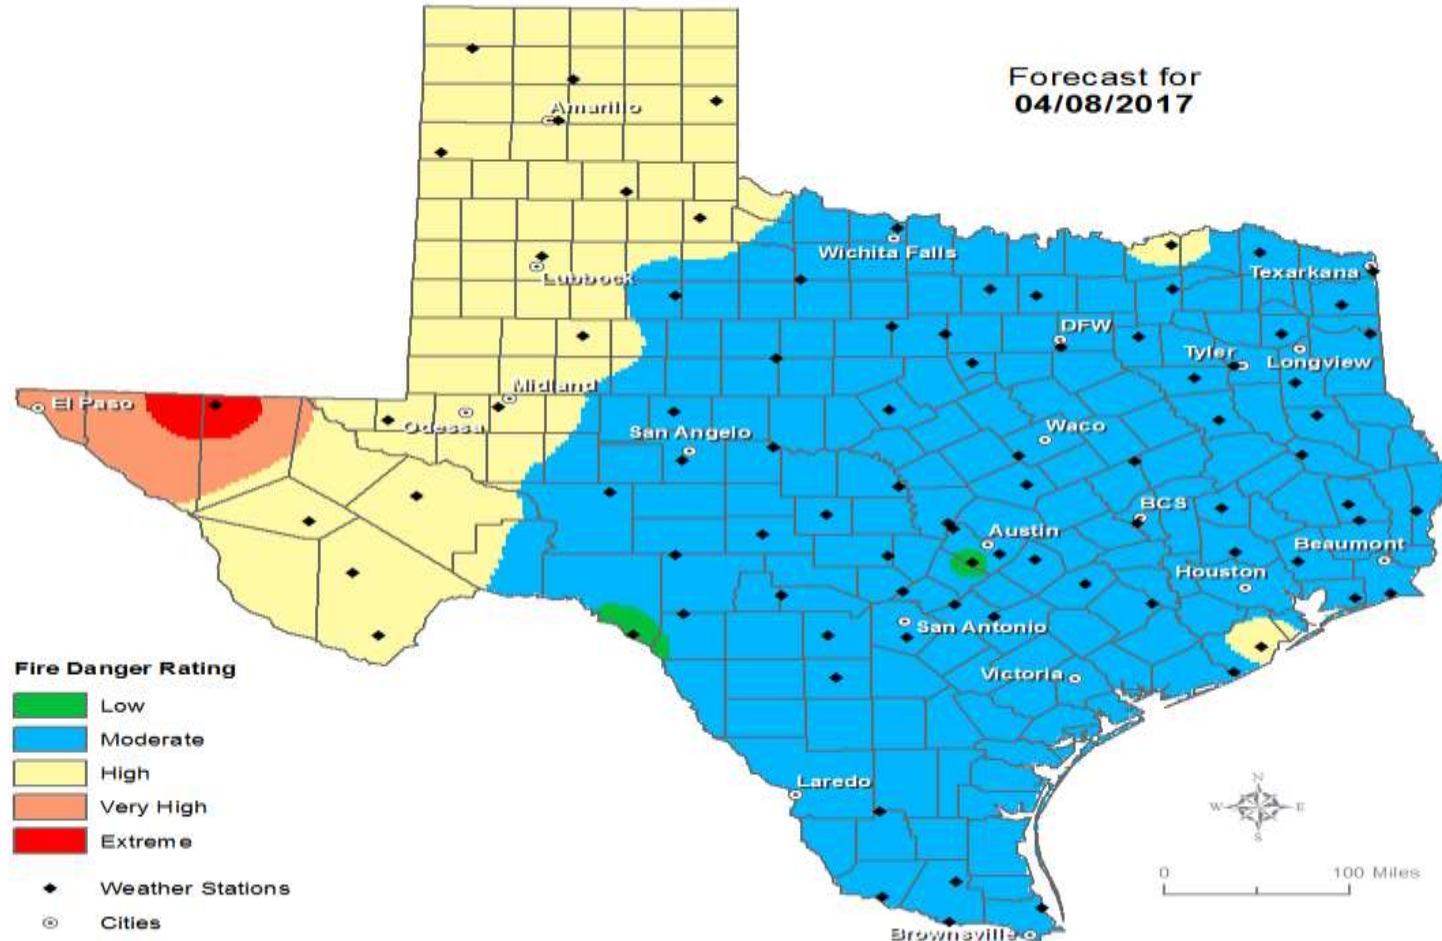 Forecast for
04/08/2017
Amarillo
Wichita Falls
Texarkana
Lubbock
DFW
Tyler
Longview
Midland
El Paso
Odessa
San Angelo
Waco
BCS
Austin
Beaumont
Houston
San Antonio
Victoria
Laredo
Brownsville
Fire Danger Rating
Low
Moderate
High
Very High
Extreme
Weather Stations
Cities
N
W E
S
0 100 Miles